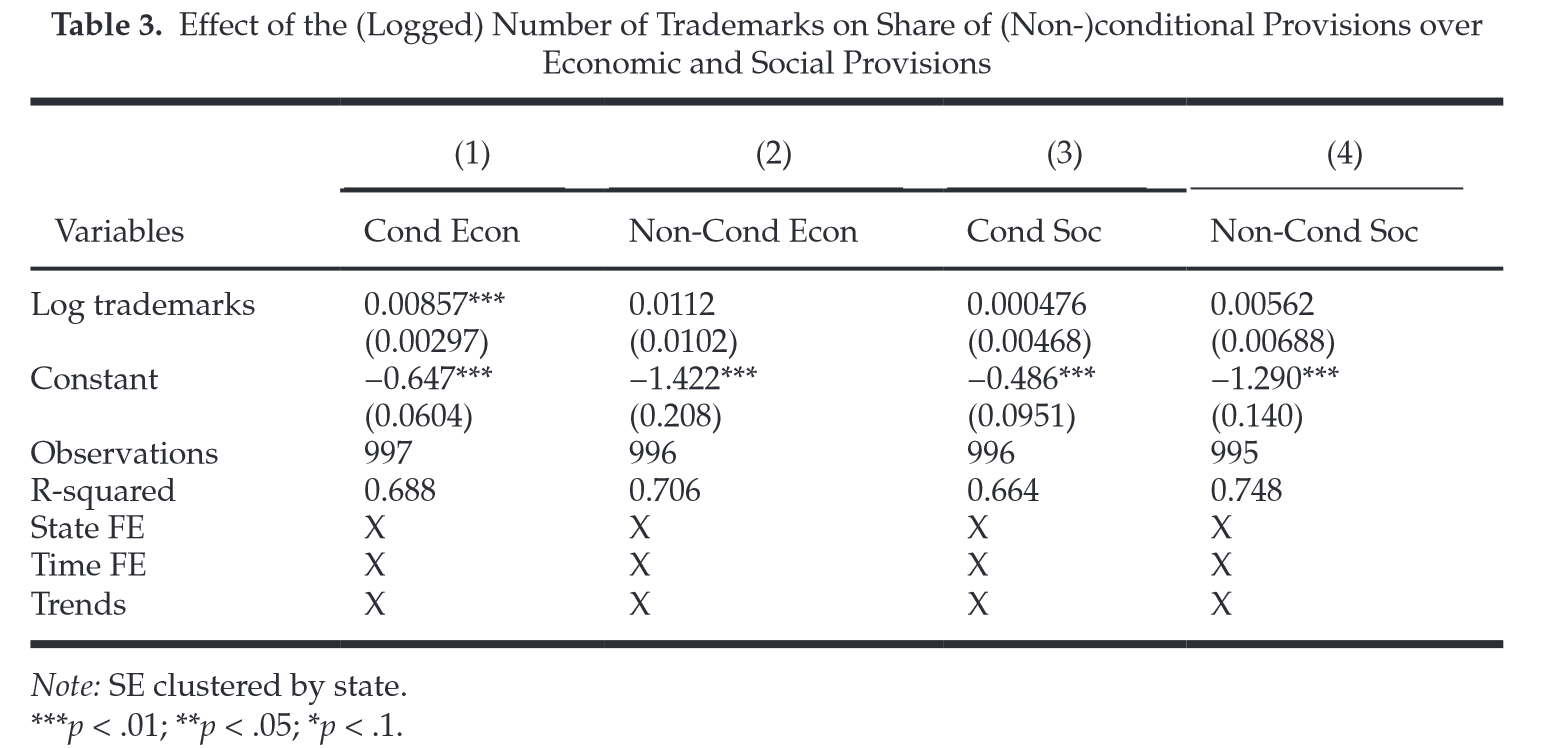 Table 3. Effect of the (Logged) Number of Trademarks on Share of (Non-)conditional Provisions over
Economic and Social Provisions
(1) (2) (3) (4)
Variables Cond Econ Non-Cond Econ Cond Soc Non-Cond Soc
Log trademarks 0.00857*** 0.0112 0.000476 0.00562
(0.00297) (0.0102) (0.00468) (0.00688)
Constant –0.647*** –1.422*** –0.486*** –1.290***
(0.0604) (0.208) (0.0951) (0.140)
Observations 997 996 996 995
R-squared 0.688 0.706 0.664 0.748
State FE X X X X
Time FE X X X X
Trends X X X X
Note: SE clustered by state.
***p < .01; **p < .05; *p < .1.